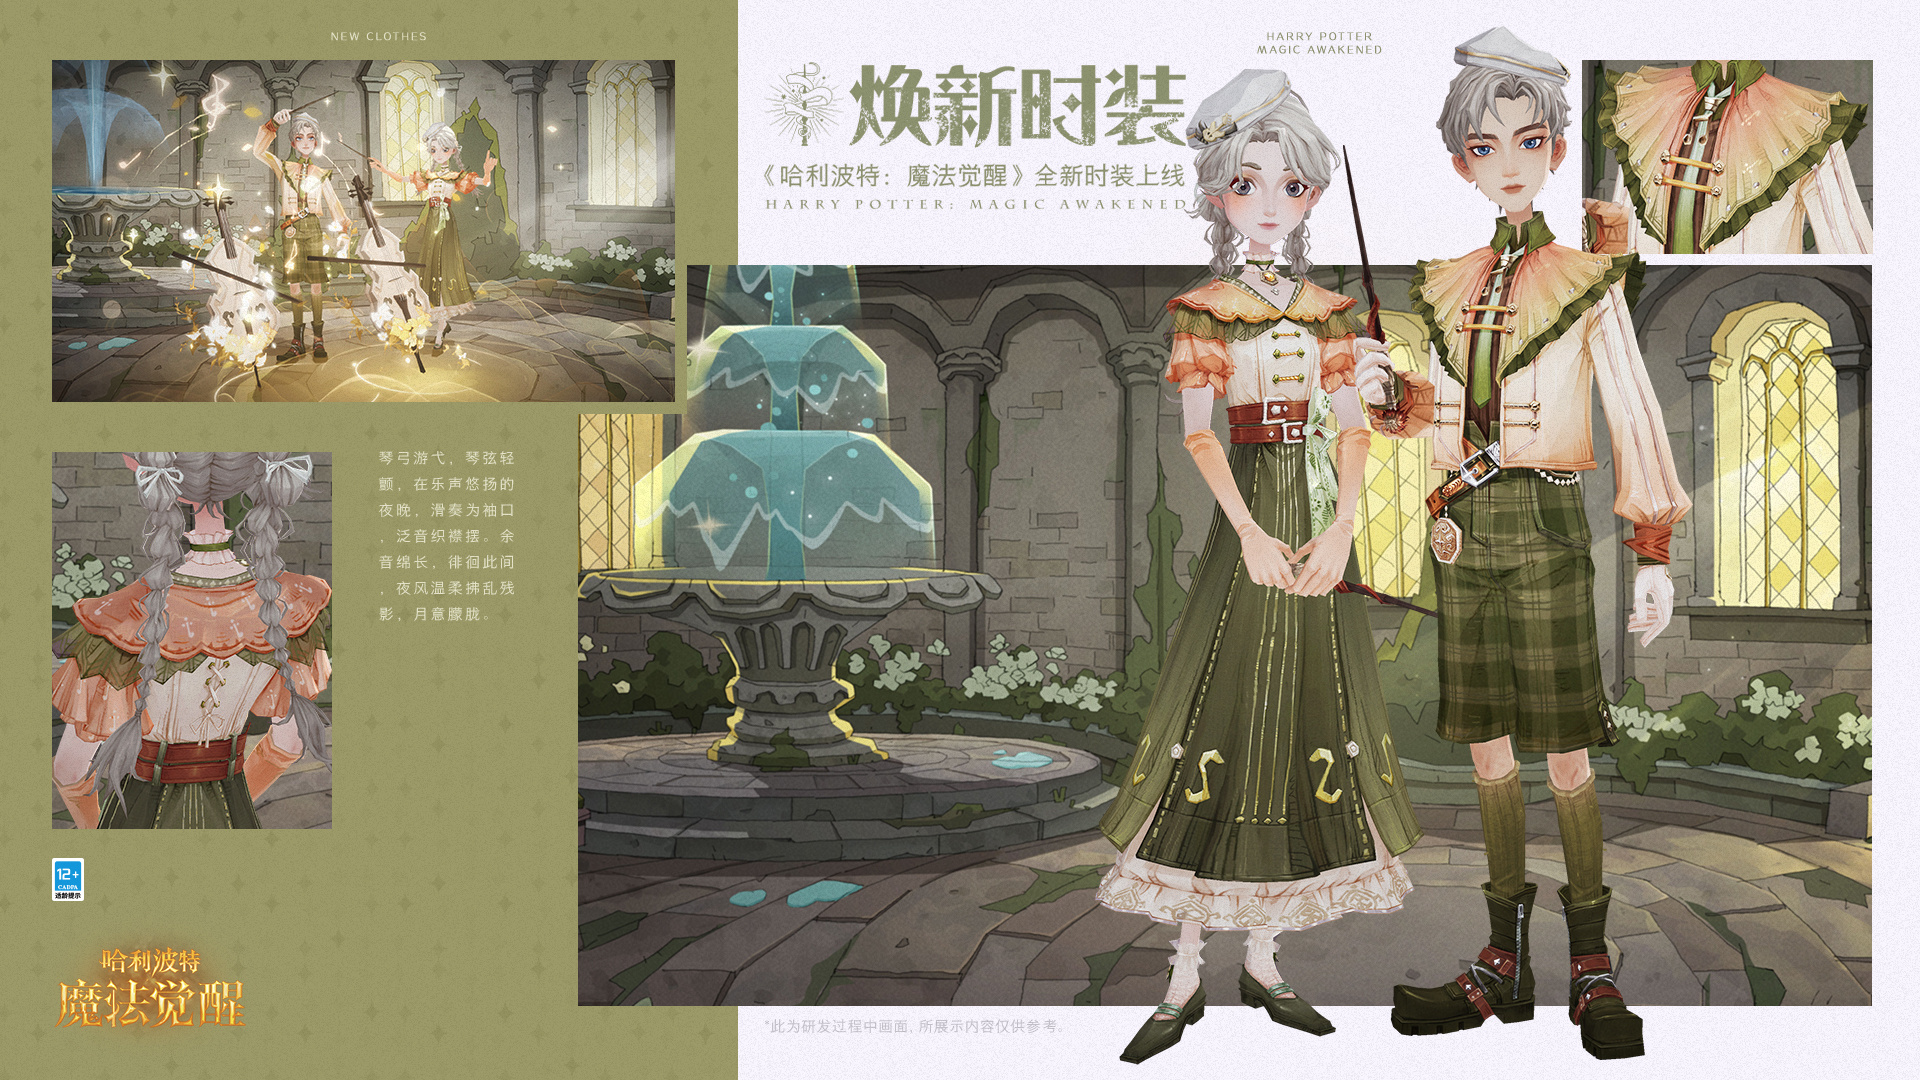 NEW CLOTHES
HARRY POTTER
MAGIC AWAKENED
焕新时装
《哈利波特：魔法觉醒》全新时装上线
HARRY POTTER: MAGIC AWAKENED
琴弓游弋，琴弦轻
颤，在乐声悠扬的
夜晚，滑奏为袖口
，泛音织襟摆。余
音绵长，徘徊此间
，夜风温柔拂乱残
影，月意朦胧。
12+
CADPA
适龄提示
哈利波特
魔法觉醒
*此为研发过程中画面, 所展示内容仅供参考。